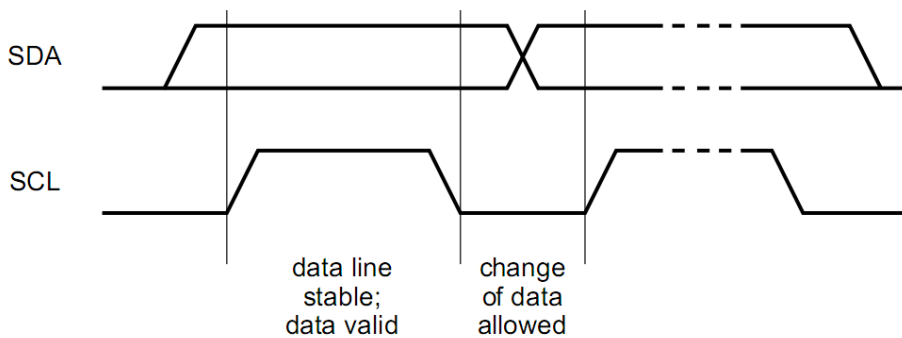 SDA
SCL
data line
stable;
data valid
change
of data
allowed